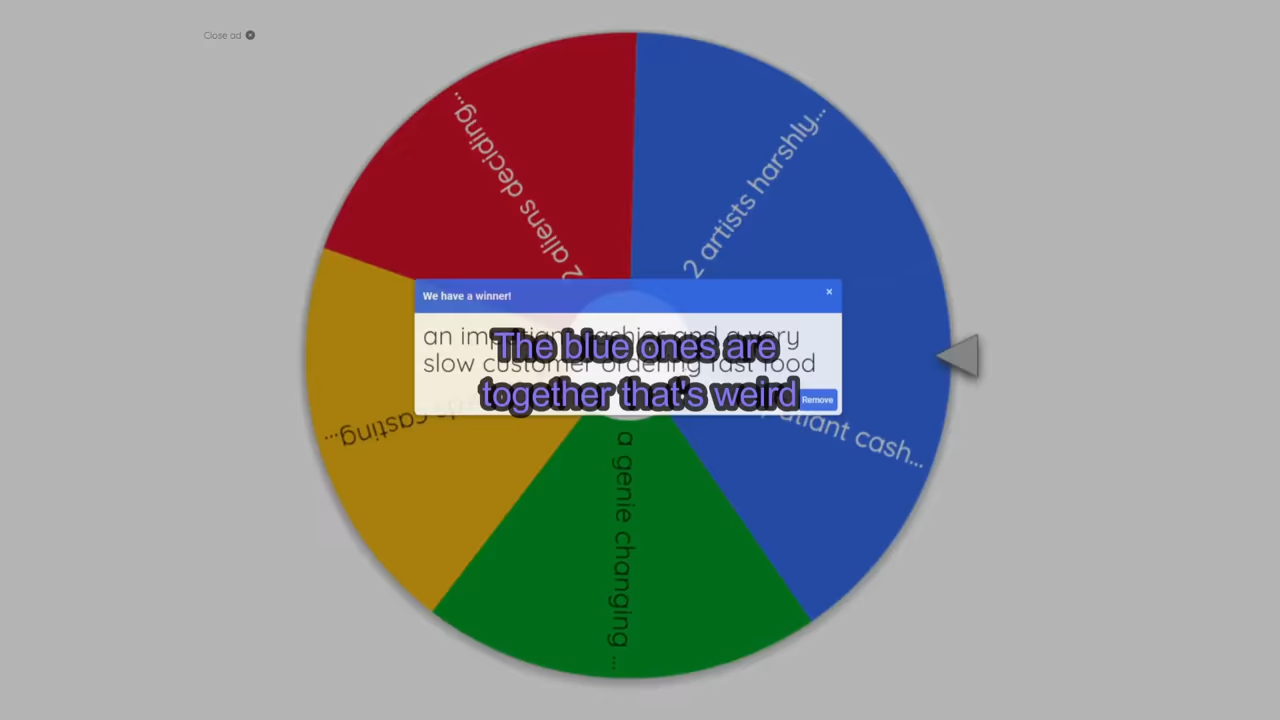 Close ad
2 aliens deciding...
2 artists harshly...
We have a winner!
an impatiant cashier and a very
slow customer ordering fast food
The blue ones are
together that's weird
Remove
casting...
patiant cash...
a genie changing ...